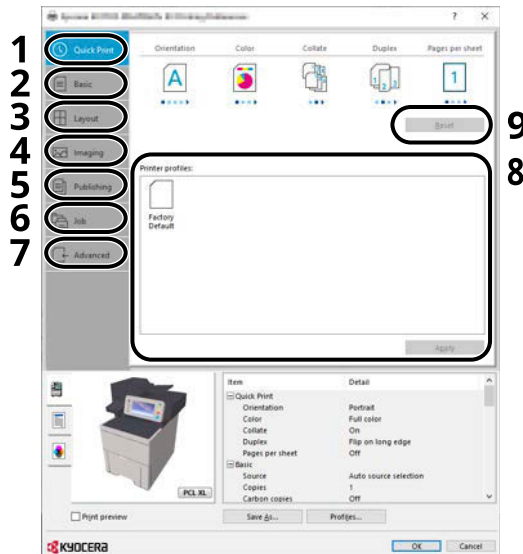 ? ×
1 Quick Print Orientation Color Collate Duplex Pages per sheet
2 Basic A 1 2 3 1
3 Layout Reset 9
4 Imaging
Printer profiles: 8
5 Publishing
6 Job Factory
Default
7 Advanced
Apply
Item Detail
Quick Print
Orientation Portrait
Color Full color
Collate On
Duplex Flip on long edge
Pages per sheet Off
Basic
Source Auto source selection
Copies 1
PCL XL Carbon copies Off
Print preview Save As... Profiles...
KYOCERA OK Cancel